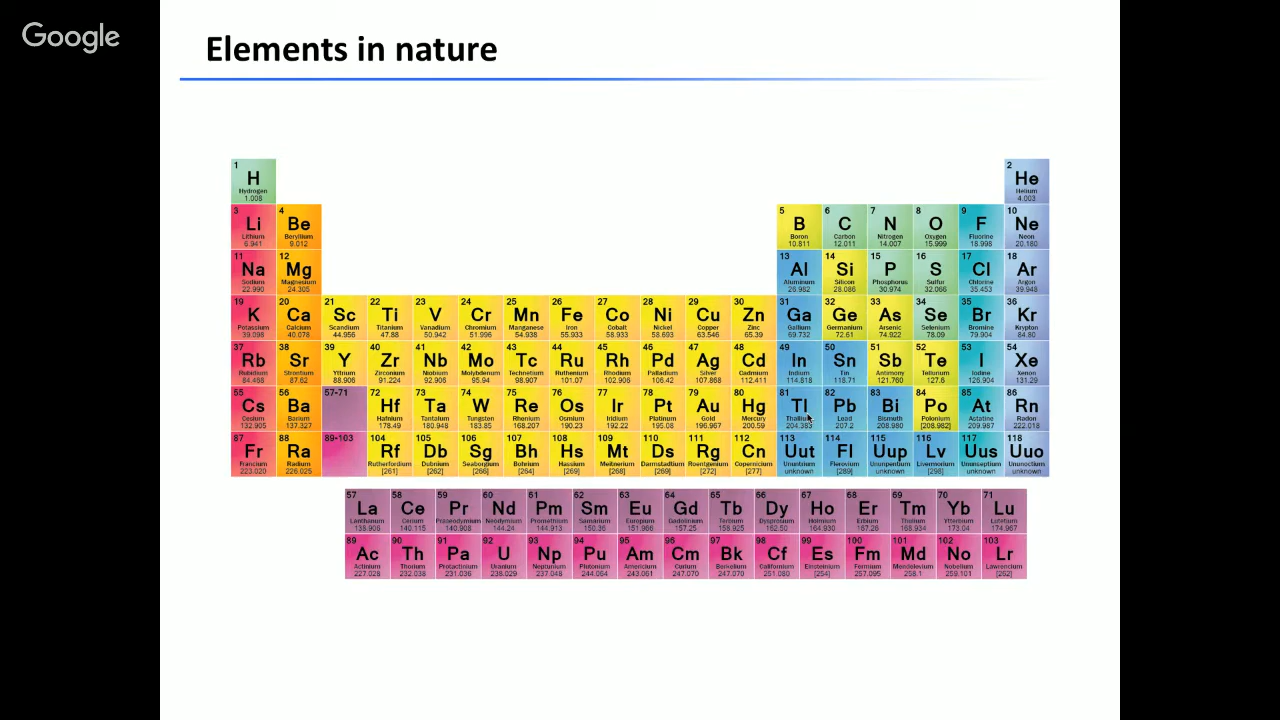 Google
Elements in nature
1 2
H He
Hydrogen Helium
1.008 4.003
3 4 5 6 7 8 9 10
Li Be B C N O F Ne
Lithium Beryllium Boron Carbon Nitrogen Oxygen Fluorine Neon
6.941 9.012 10.811 12.011 14.007 15.999 18.998 20.180
11 12 13 14 15 16 17 18
Na Mg Al Si P S Cl Ar
Sodium Magnesium Aluminum Silicon Phosphorus Sulfur Chlorine Argon
22.990 24.305 26.982 28.086 30.974 32.066 35.453 39.948
19 20 21 22 23 24 25 26 27 28 29 30 31 32 33 34 35 36
K Ca Sc Ti V Cr Mn Fe Co Ni Cu Zn Ga Ge As Se Br Kr
Potassium Calcium Scandium Titanium Vanadium Chromium Manganese Iron Cobalt Nickel Copper Zinc Gallium Germanium Arsenic Selenium Bromine Krypton
39.098 40.078 44.956 47.88 50.942 51.996 54.938 55.933 58.933 58.693 63.546 65.39 69.732 72.61 74.922 78.09 79.904 84.80
37 38 39 40 41 42 43 44 45 46 47 48 49 50 51 52 53 54
Rb Sr Y Zr Nb Mo Tc Ru Rh Pd Ag Cd In Sn Sb Te I Xe
Rubidium Strontium Yttrium Zirconium Niobium Molybdenum Technetium Ruthenium Rhodium Palladium Silver Cadmium Indium Tin Antimony Tellurium Iodine Xenon
84.468 87.62 88.906 91.224 92.906 95.94 98.907 101.07 102.906 106.42 107.868 112.411 114.818 118.71 121.760 127.6 126.904 131.29
55 56 57-71 72 73 74 75 76 77 78 79 80 81 82 83 84 85 86
Cs Ba Hf Ta W Re Os Ir Pt Au Hg Tl Pb Bi Po At Rn
Cesium Barium Hafnium Tantalum Tungsten Rhenium Osmium Iridium Platinum Gold Mercury Thallium Lead Bismuth Polonium Astatine Radon
132.905 137.327 178.49 180.948 183.85 186.207 190.23 192.22 195.08 196.967 200.59 204.383 207.2 208.980 [208.982] 209.987 222.018
87 88 89-103 104 105 106 107 108 109 110 111 112 113 114 115 116 117 118
Fr Ra Rf Db Sg Bh Hs Mt Ds Rg Cn Uut Fl Uup Lv Uus Uuo
Francium Radium Rutherfordium Dubnium Seaborgium Bohrium Hassium Meitnerium Darmstadtium Roentgenium Copernicium Ununtrium Flerovium Ununpentium Livermorium Ununseptium Ununoctium
223.020 226.025 [261] [262] [266] [264] [269] [268] [269] [272] [277] unknown [289] unknown [298] unknown unknown
57 58 59 60 61 62 63 64 65 66 67 68 69 70 71
La Ce Pr Nd Pm Sm Eu Gd Tb Dy Ho Er Tm Yb Lu
Lanthanum Cerium Praseodymium Neodymium Promethium Samarium Europium Gadolinium Terbium Dysprosium Holmium Erbium Thulium Ytterbium Lutetium
138.906 140.115 140.908 144.24 144.913 150.36 151.966 157.25 158.925 162.50 164.930 167.26 168.934 173.04 174.967
89 90 91 92 93 94 95 96 97 98 99 100 101 102 103
Ac Th Pa U Np Pu Am Cm Bk Cf Es Fm Md No Lr
Actinium Thorium Protactinium Uranium Neptunium Plutonium Americium Curium Berkelium Californium Einsteinium Fermium Mendelevium Nobelium Lawrencium
227.028 232.038 231.036 238.029 237.048 244.064 243.061 247.070 247.070 251.080 [254] 257.095 258.1 259.101 [262]